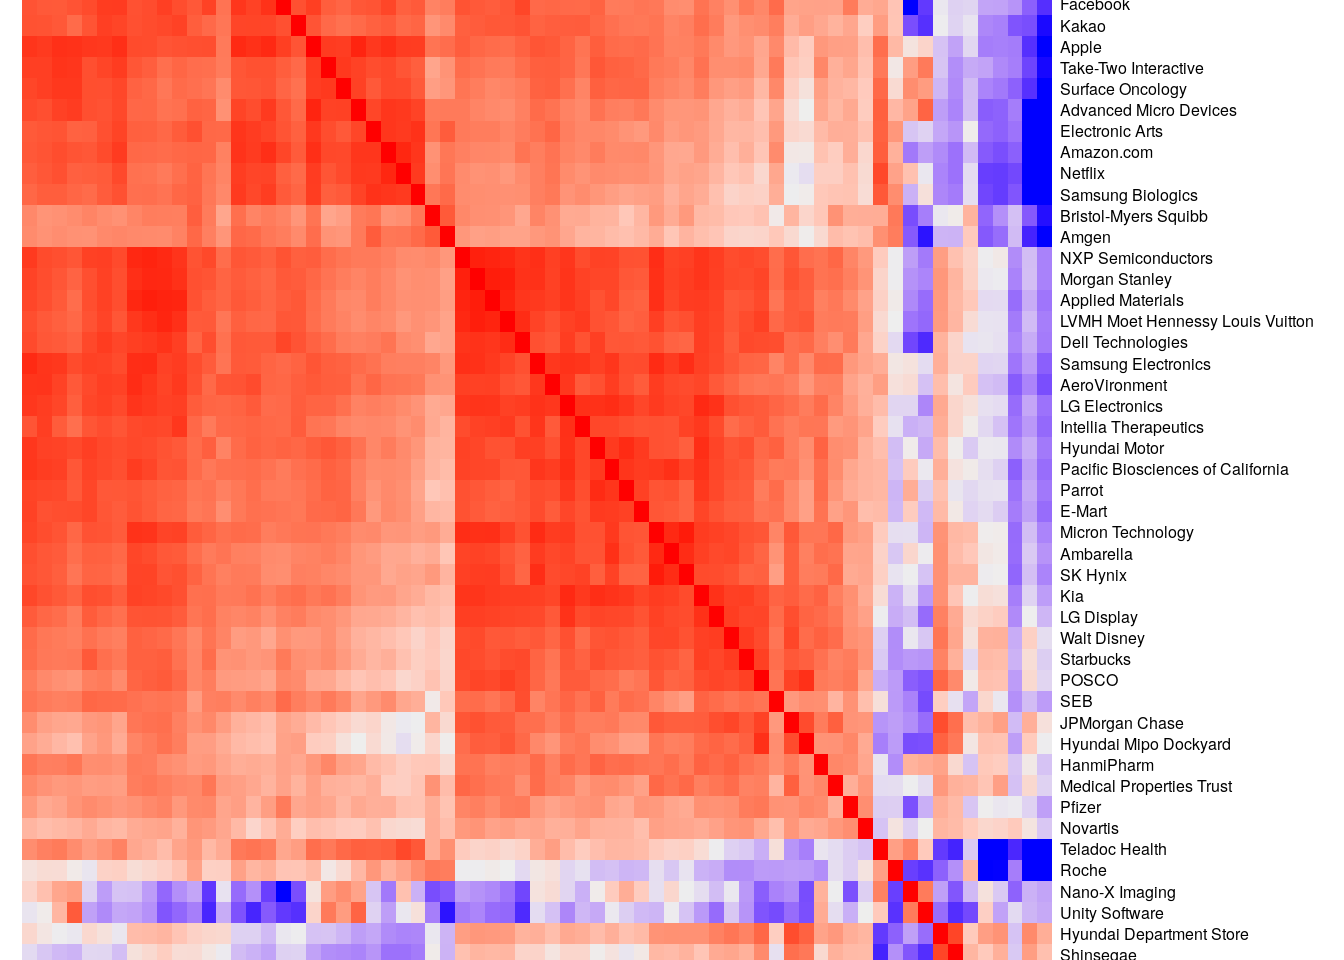 Facebook
Kakao
Apple
Take-Two Interactive
Surface Oncology
Advanced Micro Devices
Electronic Arts
Amazon.com
Netflix
Samsung Biologics
Bristol-Myers Squibb
Amgen
NXP Semiconductors
Morgan Stanley
Applied Materials
LVMH Moet Hennessy Louis Vuitton
Dell Technologies
Samsung Electronics
AeroVironment
LG Electronics
Intellia Therapeutics
Hyundai Motor
Pacific Biosciences of California
Parrot
E-Mart
Micron Technology
Ambarella
SK Hynix
Kia
LG Display
Walt Disney
Starbucks
POSCO
SEB
JPMorgan Chase
Hyundai Mipo Dockyard
HanmiPharm
Medical Properties Trust
Pfizer
Novartis
Teladoc Health
Roche
Nano-X Imaging
Unity Software
Hyundai Department Store
Shinsegae